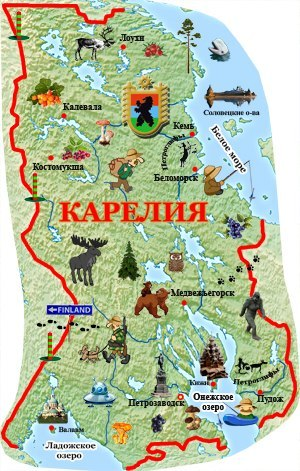 Лоухи
Соловецкие о-ва
Калевала
Кемь
Белое море
Костомукша
Беломорск
КАРЕЛИЯ
Медвежьегорск
FINLAND
Кижи
Петроглифы
Петрозаводск
Онежское
озеро
Пудож
Валаам
Ладожское
озеро